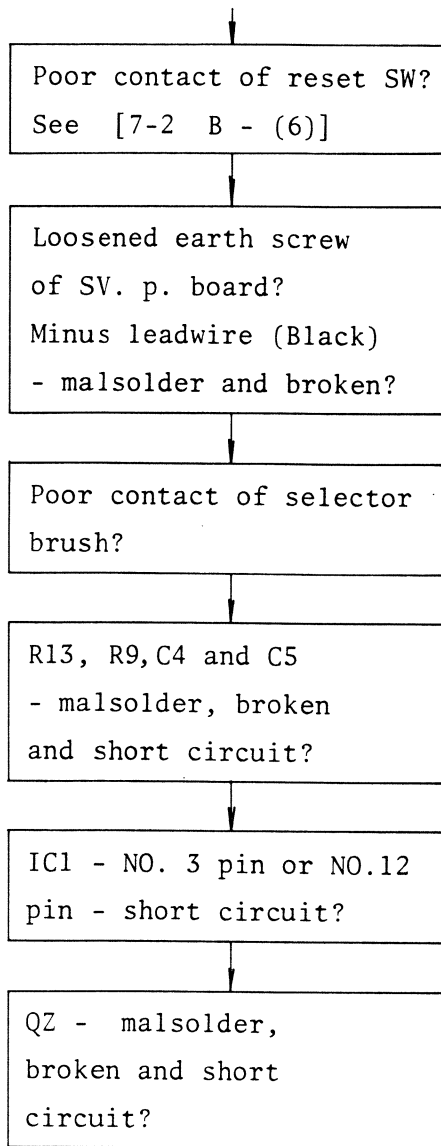 Poor contact of reset SW?
See [7-2 B - (6)]
Loosened earth screw
of SV. p. board?
Minus leadwire (Black)
- malsolder and broken?
Poor contact of selector
brush?
R13, R9,C4 and C5
- malsolder, broken
and short circuit?
IC1 - NO. 3 pin or NO.12
pin - short circuit?
QZ - malsolder,
broken and short
circuit?